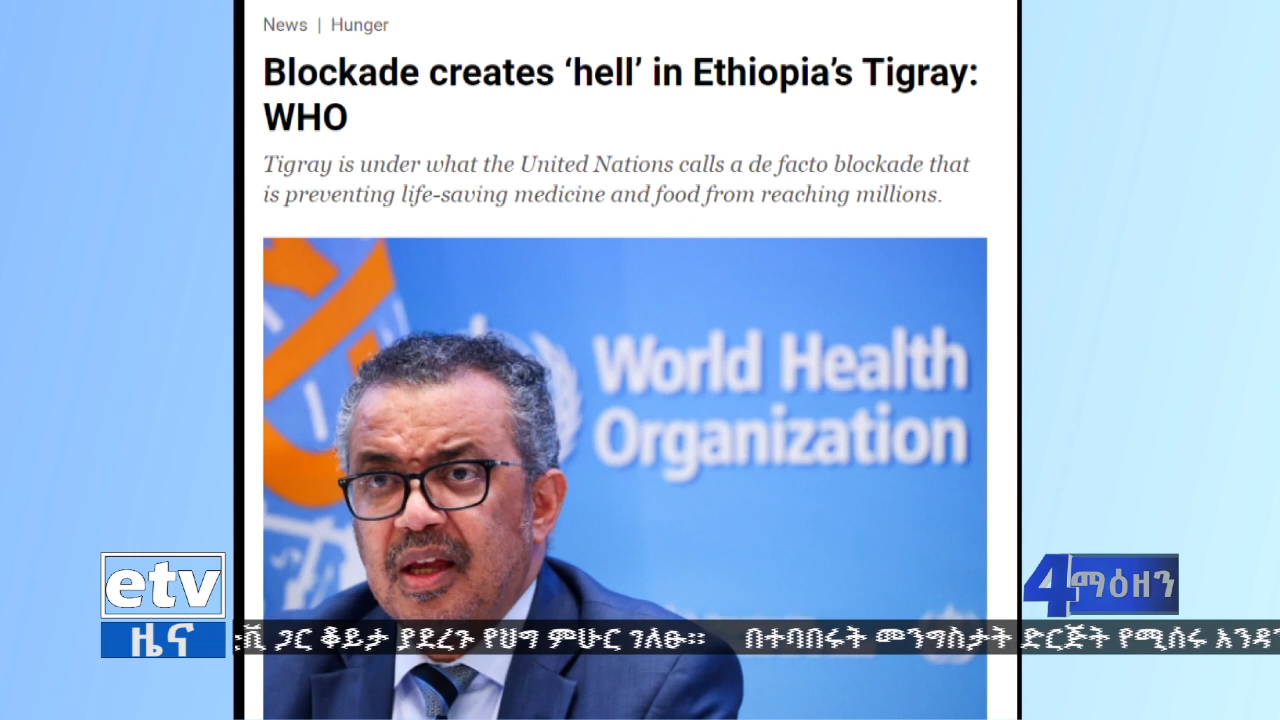 News | Hunger
Blockade creates ‘hell’ in Ethiopia’s Tigray:
WHO
Tigray is under what the United Nations calls a de facto blockade that
is preventing life-saving medicine and food from reaching millions.
World Health
Organization
etv
ዜና
4 ማዕዘን
ጋር ቆይታ ያደረጉ የህግ ምሁር ገለፁ። በተባበሩት መንግስታት ድርጅት የሚሰሩ አንዳ